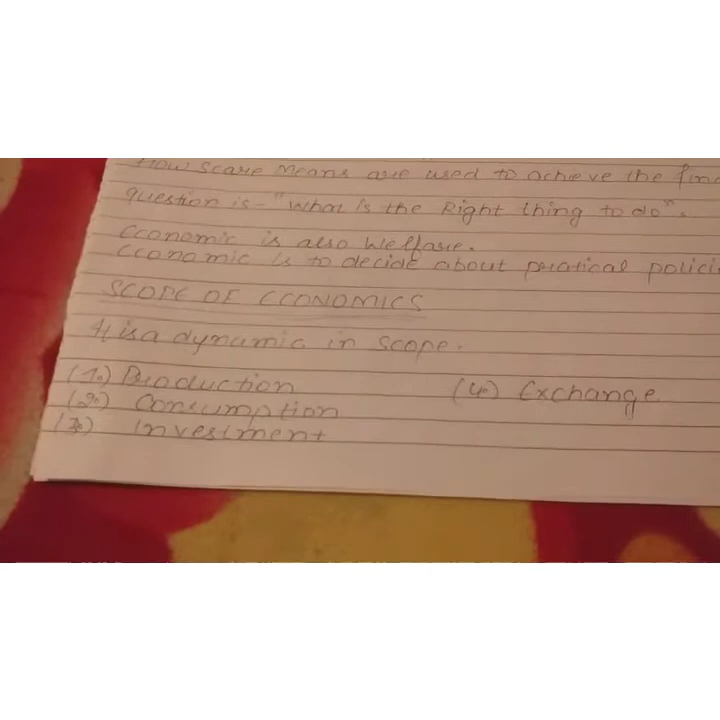 How scare means are used to achieve the
question is - "What is the Right thing to do".
Economic is also Welfare.
Economic is to decide about pratical
SCOPE OF ECONOMICS
It is a dynamic in scope.
(1.) Production (4.) Exchange
(2.) Consumption
(3.) Investment